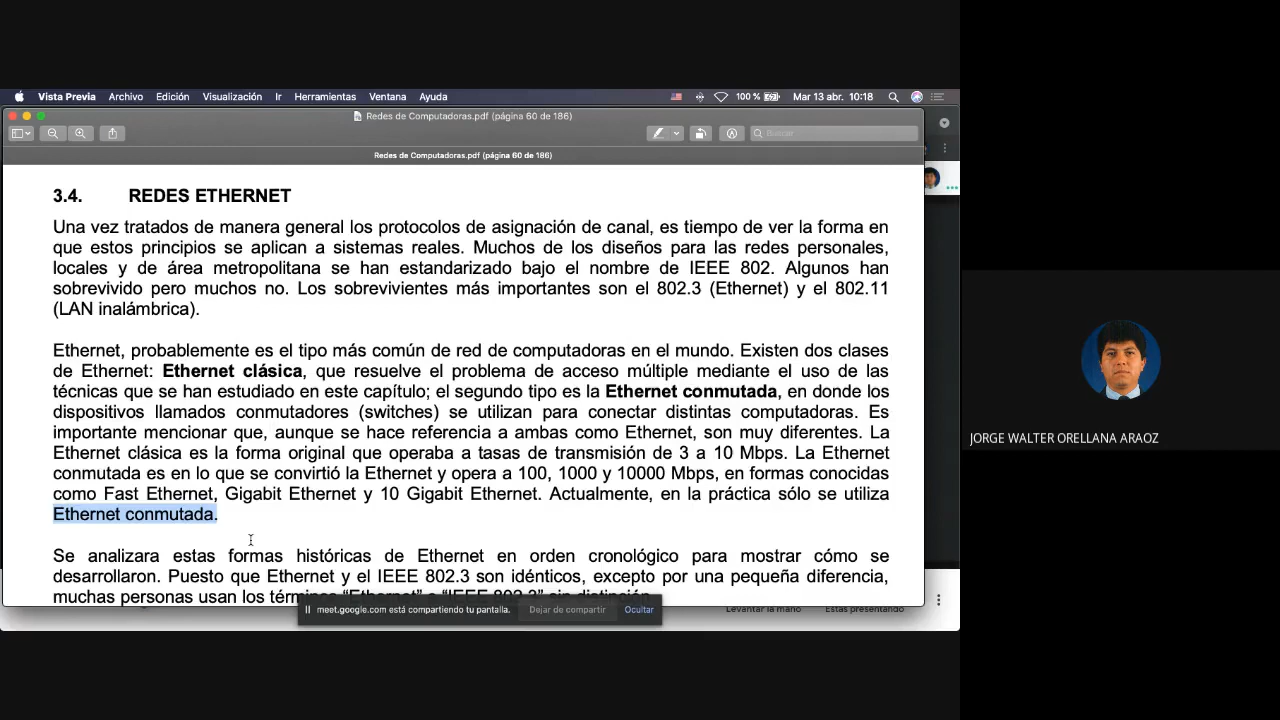 Vista Previa Archivo Edición Visualización Ir Herramientas Ventana Ayuda 100 % Mar 13 abr. 10:18
Redes de Computadoras.pdf (página 60 de 186)
Buscar
Redes de Computadoras.pdf (página 60 de 186)
3.4. REDES ETHERNET
Una vez tratados de manera general los protocolos de asignación de canal, es tiempo de ver la forma en
que estos principios se aplican a sistemas reales. Muchos de los diseños para las redes personales,
locales y de área metropolitana se han estandarizado bajo el nombre de IEEE 802. Algunos han
sobrevivido pero muchos no. Los sobrevivientes más importantes son el 802.3 (Ethernet) y el 802.11
(LAN inalámbrica).
Ethernet, probablemente es el tipo más común de red de computadoras en el mundo. Existen dos clases
de Ethernet: Ethernet clásica, que resuelve el problema de acceso múltiple mediante el uso de las
técnicas que se han estudiado en este capítulo; el segundo tipo es la Ethernet conmutada, en donde los
dispositivos llamados conmutadores (switches) se utilizan para conectar distintas computadoras. Es
importante mencionar que, aunque se hace referencia a ambas como Ethernet, son muy diferentes. La
Ethernet clásica es la forma original que operaba a tasas de transmisión de 3 a 10 Mbps. La Ethernet
conmutada es en lo que se convirtió la Ethernet y opera a 100, 1000 y 10000 Mbps, en formas conocidas
como Fast Ethernet, Gigabit Ethernet y 10 Gigabit Ethernet. Actualmente, en la práctica sólo se utiliza
Ethernet conmutada.
Se analizara estas formas históricas de Ethernet en orden cronológico para mostrar cómo se
desarrollaron. Puesto que Ethernet y el IEEE 802.3 son idénticos, excepto por una pequeña diferencia,
muchas personas usan los términos "Ethernet" e "IEEE 802.3" sin distinción.
meet.google.com está compartiendo tu pantalla. Dejar de compartir Ocultar
Levantar la mano Estás presentando
JORGE WALTER ORELLANA ARAOZ